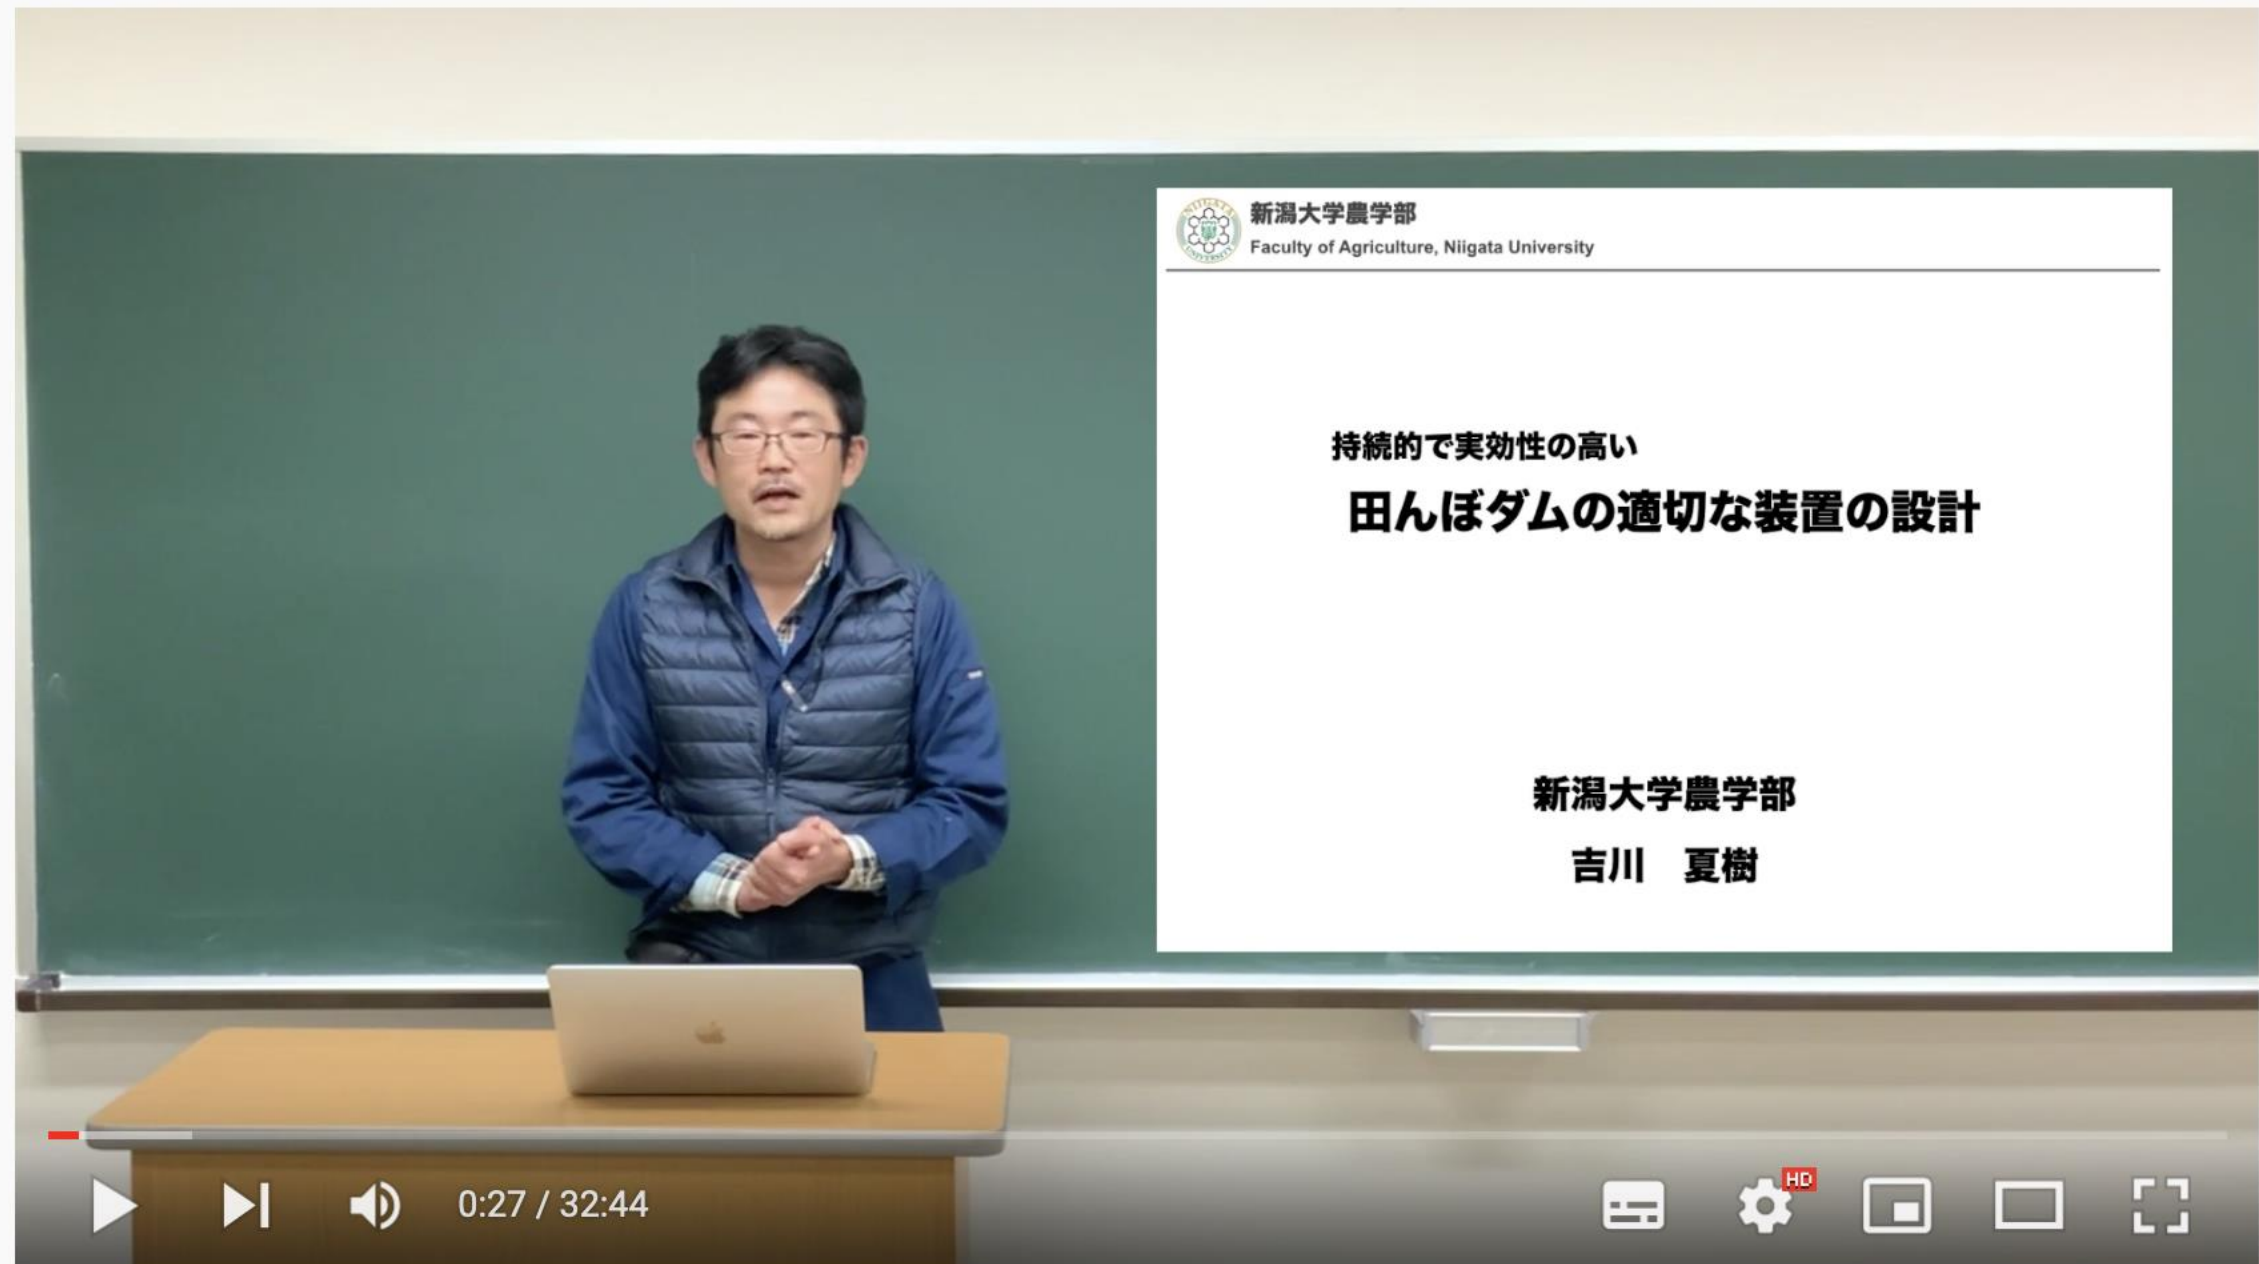 新潟大学農学部
Faculty of Agriculture, Niigata University
持続的で実効性の高い
田んぼダムの適切な装置の設計
新潟大学農学部
吉川　夏樹
0:27 / 32:44
HD